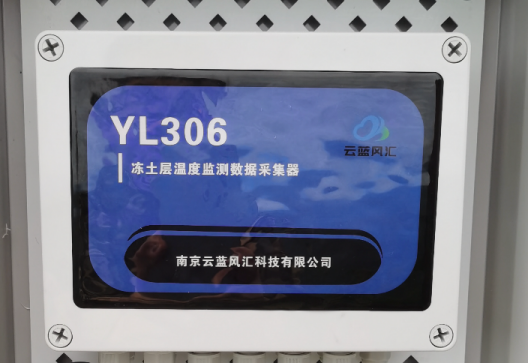 YL306
云蓝风汇
冻土层温度监测数据采集器
南京云蓝风汇科技有限公司